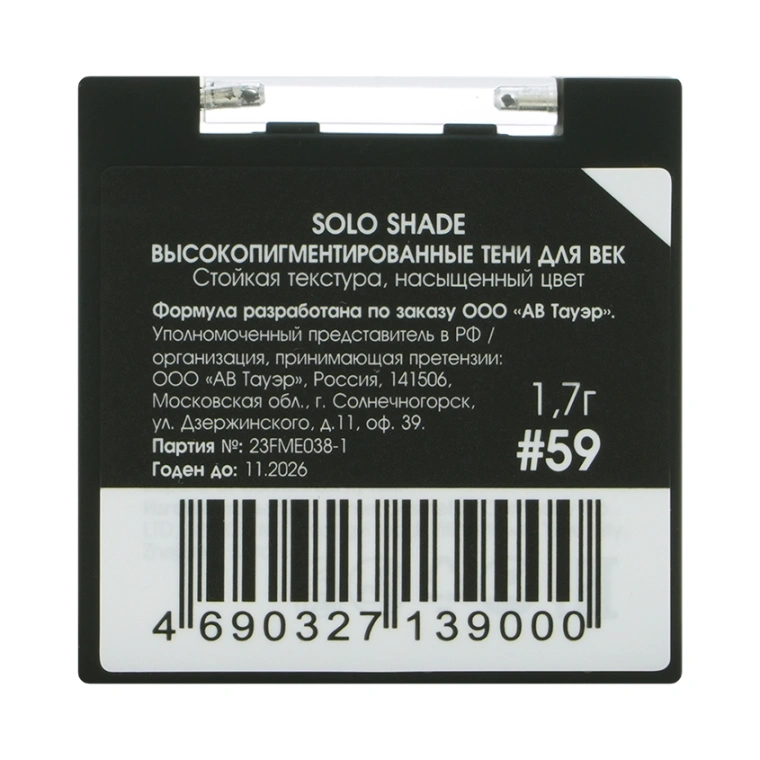 SOLO SHADE
ВЫСОКОПИГМЕНТИРОВАННЫЕ ТЕНИ ДЛЯ ВЕК
Стойкая текстура, насыщенный цвет
Формула разработана по заказу ООО «АВ Тауэр».
Уполномоченный представитель в РФ /
организация, принимающая претензии:
ООО «АВ Тауэр», Россия, 141506,
Московская обл., г. Солнечногорск,
ул. Дзержинского, д.11, оф. 39.
Партия №: 23FME038-1
Годен до: 11.2026
1,7г
#59
4 690327 139000